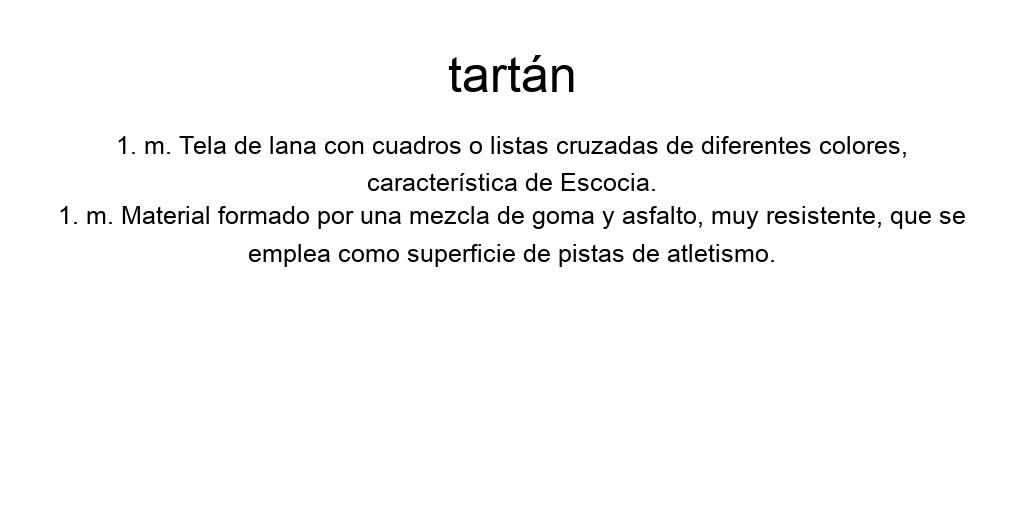 tartán
1. m. Tela de lana con cuadros o listas cruzadas de diferentes colores,
característica de Escocia.
1. m. Material formado por una mezcla de goma y asfalto, muy resistente, que se
emplea como superficie de pistas de atletismo.